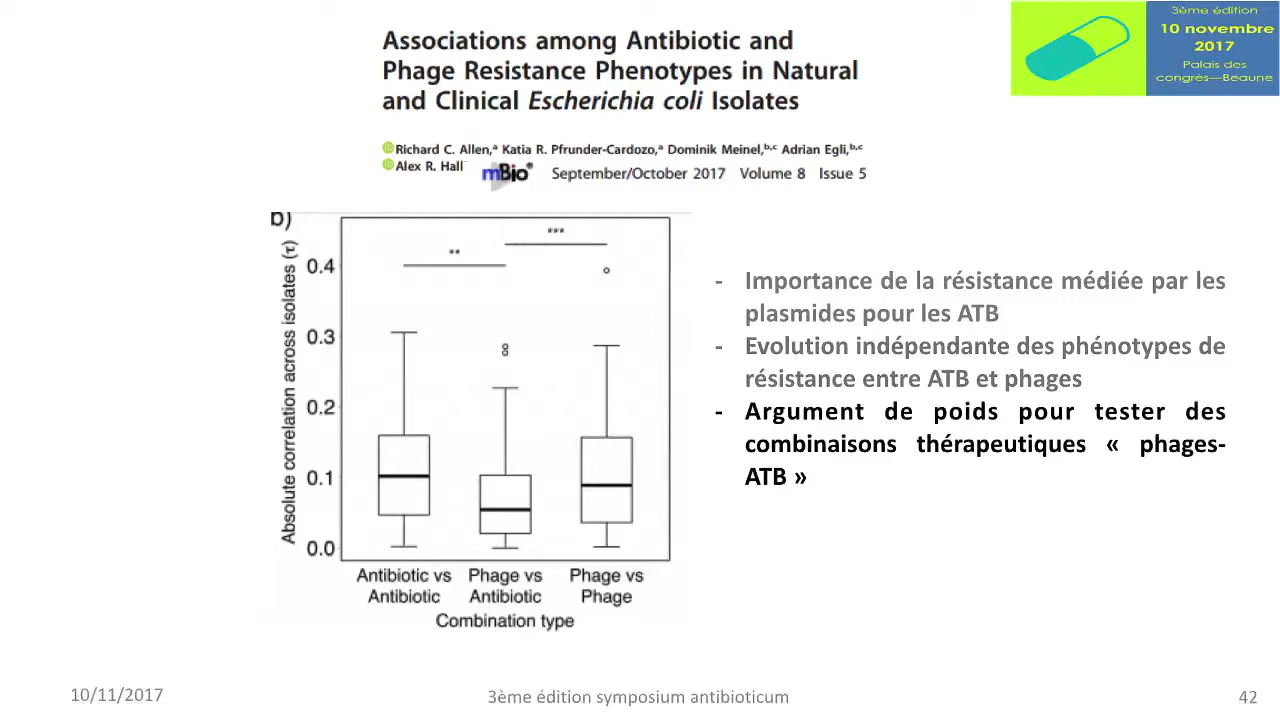 Associations among Antibiotic and
Phage Resistance Phenotypes in Natural
and Clinical Escherichia coli Isolates
Richard C. Allen,ᵃ Katia R. Pfrunder-Cardozo,ᵃ Dominik Meinel,ᵇ,ᶜ Adrian Egli,ᵇ,ᶜ
Alex R. Hall
mBio® September/October 2017 Volume 8 Issue 5
3ème édition
10 novembre
2017
Palais des
congrès—Beaune
b)
Absolute correlation across isolates (τ)
0.4
0.3
0.2
0.1
0.0
**
***
Antibiotic vs
Antibiotic
Phage vs
Antibiotic
Phage vs
Phage
Combination type
- Importance de la résistance médiée par les
plasmides pour les ATB
- Evolution indépendante des phénotypes de
résistance entre ATB et phages
- Argument de poids pour tester des
combinaisons thérapeutiques « phages-
ATB »
10/11/2017
3ème édition symposium antibioticum
42